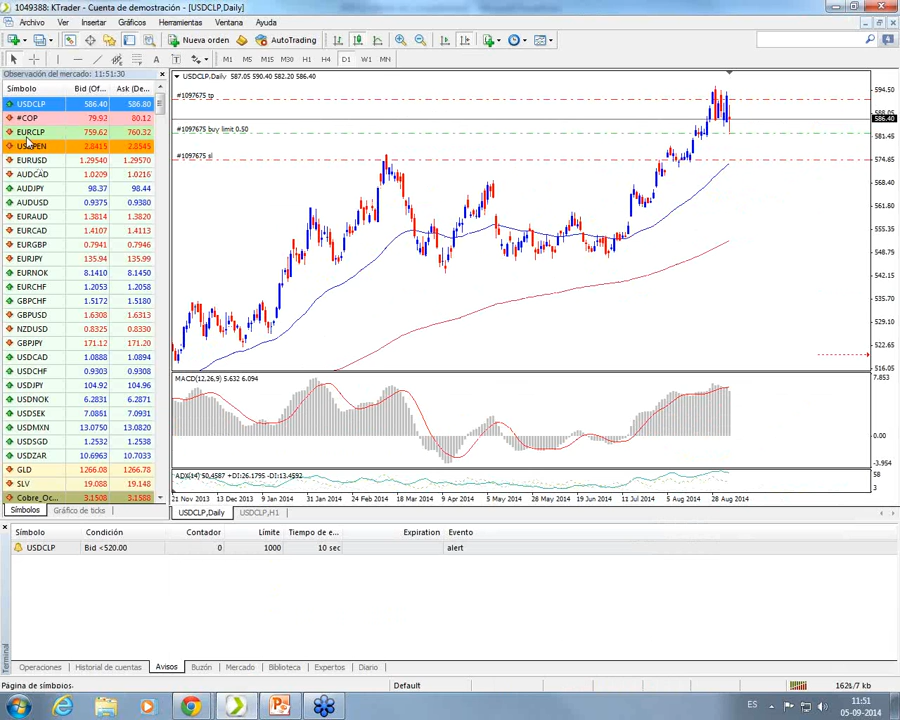 1049388: KTrader - Cuenta de demostración - [USDCLP,Daily]
Archivo Ver Insertar Gráficos Herramientas Ventana Ayuda
Nueva orden AutoTrading
M1 M5 M15 M30 H1 H4 D1 W1 MN
Observación del mercado: 11:51:30
Símbolo Bid (Of... Ask (De...
USDCLP 586.40 586.80
#COP 79.92 80.12
EURCLP 759.62 760.32
2.8415 2.8545
EURUSD 1.29540 1.29570
AUDCAD 1.0209 1.0216
AUDJPY 98.37 98.44
AUDUSD 0.9375 0.9380
EURAUD 1.3814 1.3820
EURCAD 1.4107 1.4113
EURGBP 0.7941 0.7946
EURJPY 135.94 135.99
EURNOK 8.1410 8.1450
EURCHF 1.2053 1.2058
GBPCHF 1.5172 1.5180
GBPUSD 1.6308 1.6313
NZDUSD 0.8325 0.8330
GBPJPY 171.12 171.20
USDCAD 1.0888 1.0894
USDCHF 0.9303 0.9308
USDJPY 104.92 104.96
USDNOK 6.2831 6.2871
USDSEK 7.0861 7.0931
USDMXN 13.0750 13.0820
USDSGD 1.2532 1.2538
USDZAR 10.6963 10.7033
GLD 1266.08 1266.78
SLV 19.088 19.148
Cobre_Oc... 3.1508 3.1588
Símbolos Gráfico de ticks
USDCLP,Daily 587.05 590.40 582.20 586.40
#1097675 tp
#1097675 buy limit 0.50
#1097675 sl
594.50
586.40
581.45
574.85
568.40
561.80
555.35
548.75
542.15
535.70
529.10
522.65
516.05
MACD(12,26,9) 5.632 6.094
7.853
0.00
-3.954
ADX(14) 50.4587 +DI:26.1795 -DI:13.4592
58
3
21 Nov 2013 13 Dec 2013 9 Jan 2014 31 Jan 2014 24 Feb 2014 18 Mar 2014 9 Apr 2014 5 May 2014 28 May 2014 19 Jun 2014 11 Jul 2014 5 Aug 2014 28 Aug 2014
USDCLP,Daily USDCLP,H1
Símbolo Condición Contador Límite Tiempo de e... Expiration Evento
USDCLP Bid <520.00 0 1000 10 sec alert
Terminal
Operaciones Historial de cuentas Avisos Buzón Mercado Biblioteca Expertos Diario
Página de símbolos. Default 1621/7 kb
ES 11:51
05-09-2014